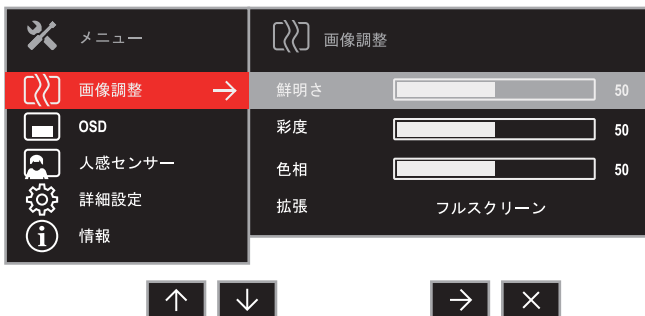 メニュー
画像調整
OSD
人感センサー
詳細設定
情報
画像調整
鮮明さ 50
彩度 50
色相 50
拡張 フルスクリーン